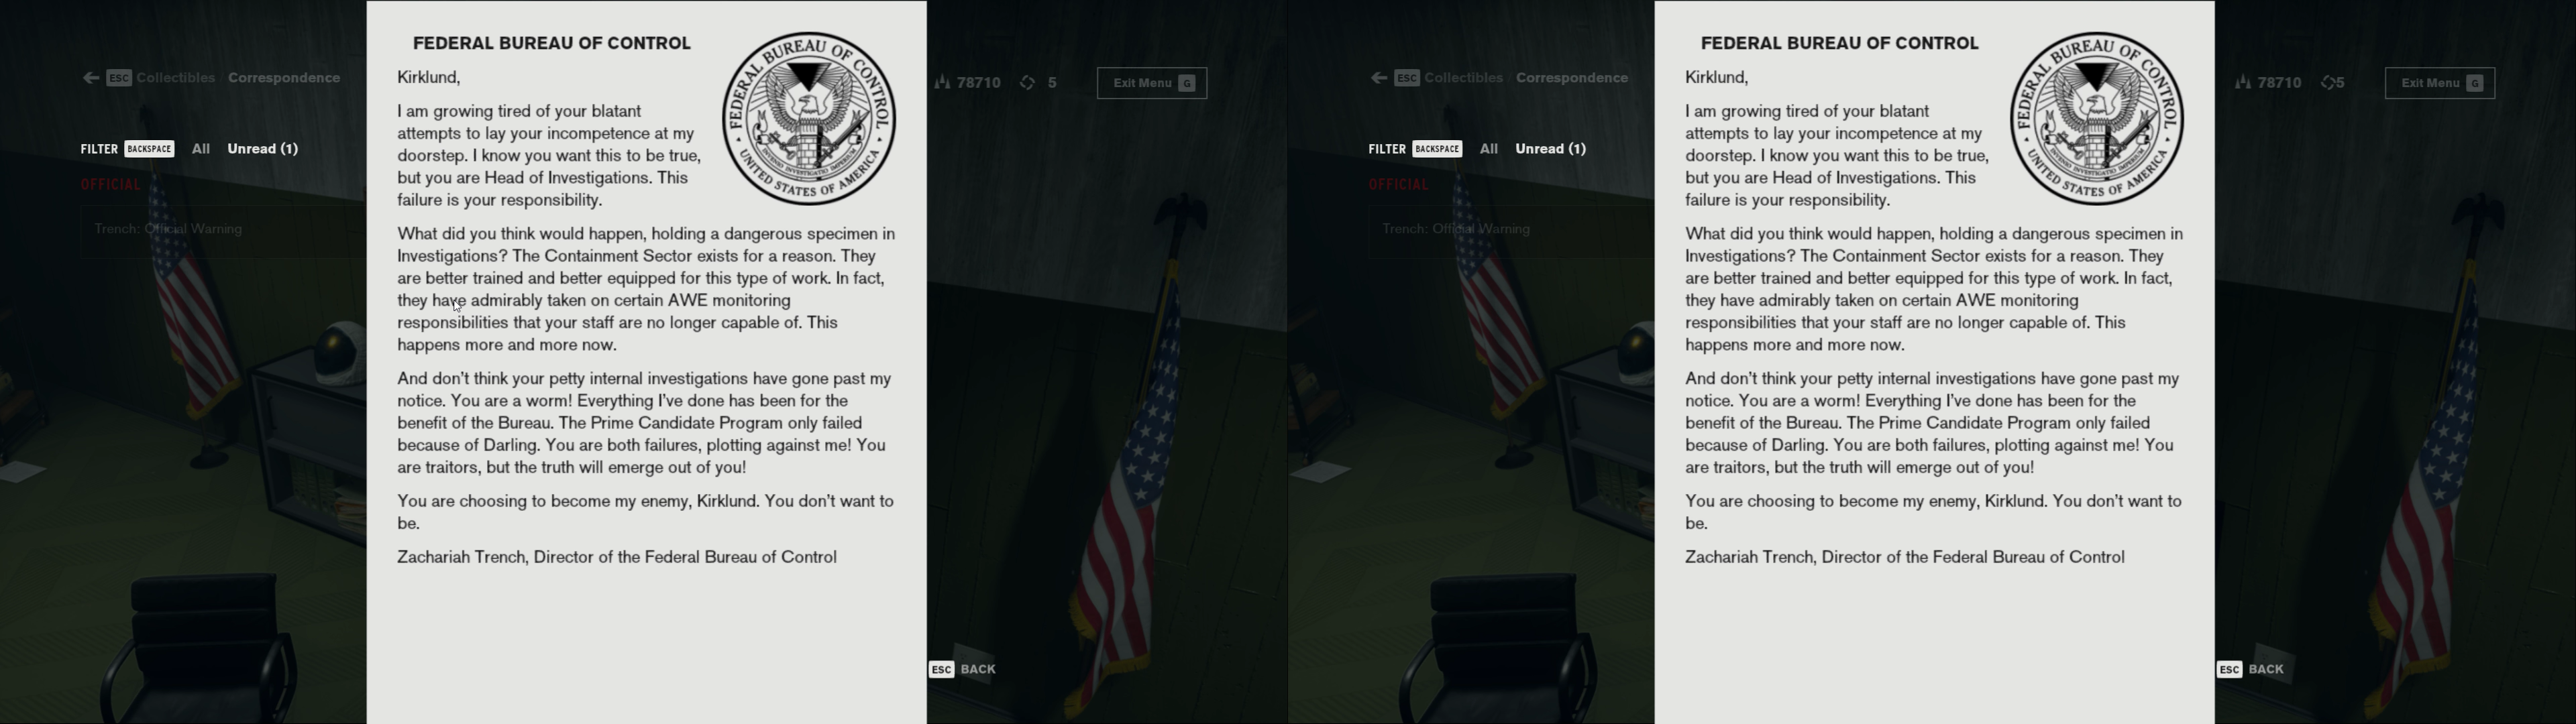 ESC Collectibles Correspondence
FILTER BACKSPACE All Unread (1)
OFFICIAL
Trench: Official Warning
FEDERAL BUREAU OF CONTROL
FEDERAL BUREAU OF CONTROL
UNITED STATES OF AMERICA
INVENIO INVESTIGATIO IMPERIUM
Kirklund,
I am growing tired of your blatant
attempts to lay your incompetence at my
doorstep. I know you want this to be true,
but you are Head of Investigations. This
failure is your responsibility.
What did you think would happen, holding a dangerous specimen in
Investigations? The Containment Sector exists for a reason. They
are better trained and better equipped for this type of work. In fact,
they have admirably taken on certain AWE monitoring
responsibilities that your staff are no longer capable of. This
happens more and more now.
And don’t think your petty internal investigations have gone past my
notice. You are a worm! Everything I’ve done has been for the
benefit of the Bureau. The Prime Candidate Program only failed
because of Darling. You are both failures, plotting against me! You
are traitors, but the truth will emerge out of you!
You are choosing to become my enemy, Kirklund. You don’t want to
be.
Zachariah Trench, Director of the Federal Bureau of Control
78710 5 Exit Menu G
ESC BACK
ESC Collectibles Correspondence
FILTER BACKSPACE All Unread (1)
OFFICIAL
Trench: Official Warning
FEDERAL BUREAU OF CONTROL
FEDERAL BUREAU OF CONTROL
UNITED STATES OF AMERICA
INVENIO INVESTIGATIO IMPERIUM
Kirklund,
I am growing tired of your blatant
attempts to lay your incompetence at my
doorstep. I know you want this to be true,
but you are Head of Investigations. This
failure is your responsibility.
What did you think would happen, holding a dangerous specimen in
Investigations? The Containment Sector exists for a reason. They
are better trained and better equipped for this type of work. In fact,
they have admirably taken on certain AWE monitoring
responsibilities that your staff are no longer capable of. This
happens more and more now.
And don’t think your petty internal investigations have gone past my
notice. You are a worm! Everything I’ve done has been for the
benefit of the Bureau. The Prime Candidate Program only failed
because of Darling. You are both failures, plotting against me! You
are traitors, but the truth will emerge out of you!
You are choosing to become my enemy, Kirklund. You don’t want to
be.
Zachariah Trench, Director of the Federal Bureau of Control
78710 5 Exit Menu G
ESC BACK